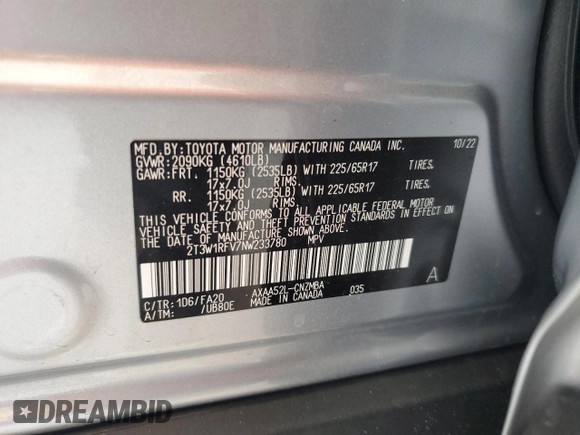 MFD.BY:TOYOTA MOTOR MANUFACTURING CANADA INC.
10/22
GVWR:2090KG (4610LB)
GAWR:FRT. 1150KG (2535LB) WITH 225/65R17 TIRES.
17x7.0J RIMS.
RR. 1150KG (2535LB) WITH 225/65R17 TIRES.
17x7.0J RIMS.
THIS VEHICLE CONFORMS TO ALL APPLICABLE FEDERAL MOTOR
VEHICLE SAFETY AND THEFT PREVENTION STANDARDS IN EFFECT ON
THE DATE OF MANUFACTURE SHOWN ABOVE.
2T3W1RFV7NW233780 MPV
A
C/TR:1D6/FA20 AXAA52L-CNZMBA 035
A/TM: /UB80E MADE IN CANADA
DREAMBID